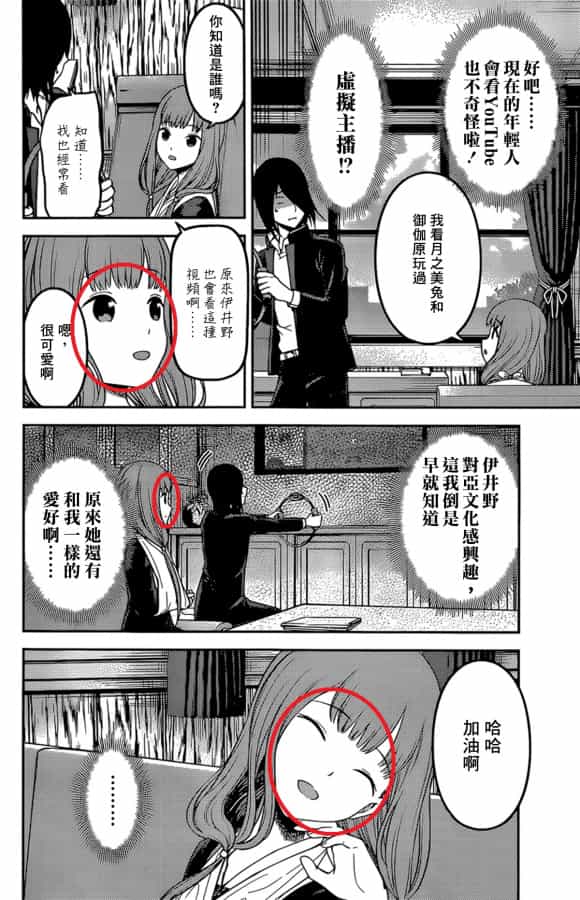 好吧……
現在的年輕人
會看YouTube
也不奇怪啦！
虛擬主播!?
我看月之美兔和
御伽原玩過
你知道是誰嗎？
知道……
我也經常看
原來伊井野
也會看這種
視頻啊……
嗯，
很可愛啊
伊井野
對亞文化感興趣，
這我倒是
早就知道
原來她還有
和我一樣的
愛好啊……
哈哈
加油啊
……